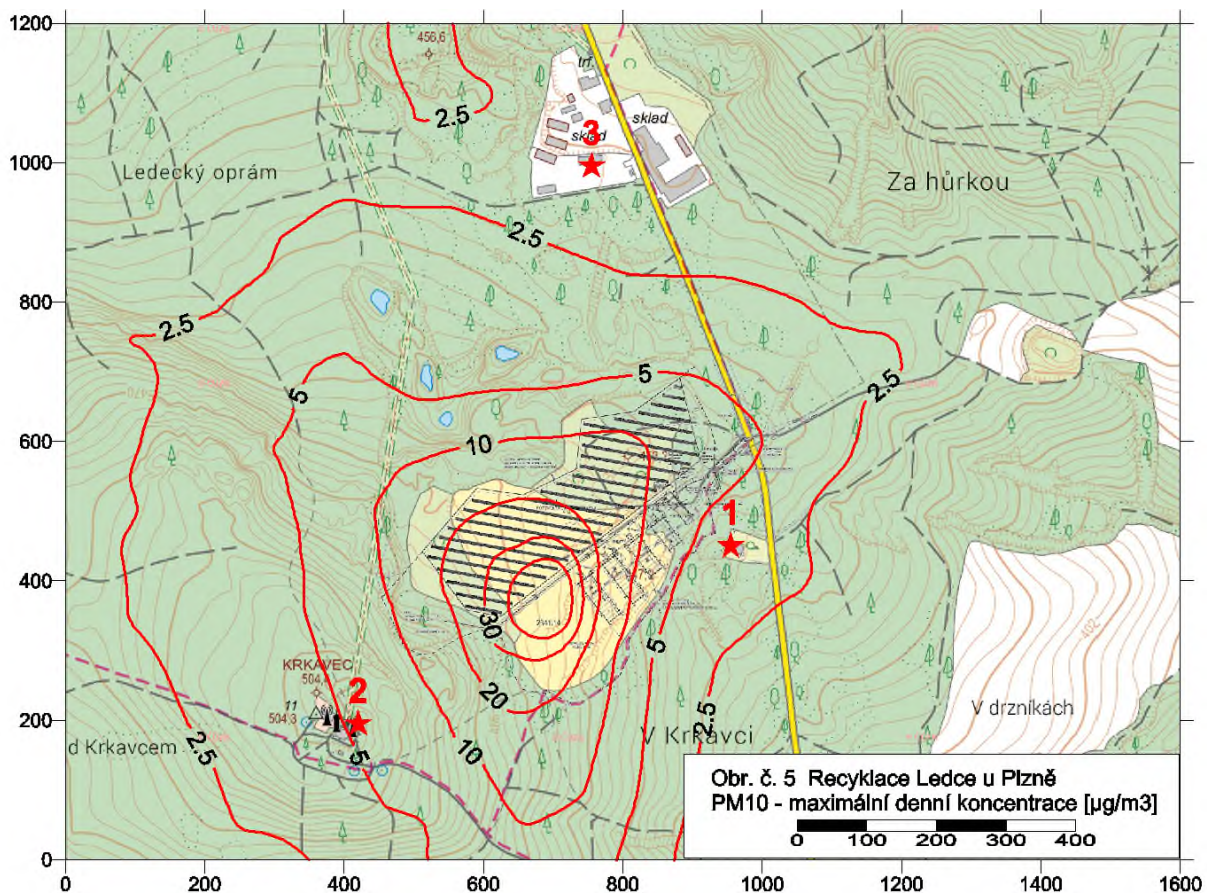 1200
456,6
trf.
2.5
sklad
sklad
3
1000
Ledecký oprám
Za hůrkou
2.5
800
2.5
5
2.5
5
600
10
1
400
30
402
KRKAVEC
504,4
2
20
11
504,3
5
200
V drzníkách
d Krkavcem
2.5
5
10
2.5
V Krkavci
Obr. č. 5 Recyklace Ledce u Plzně
PM10 - maximální denní koncentrace [µg/m3]
0 100 200 300 400
0
0 200 400 600 800 1000 1200 1400 1600